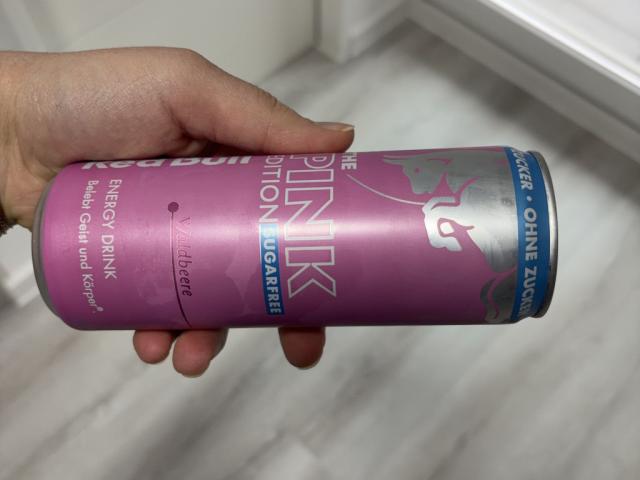 ZUCKER · OHNE ZUCKER
THE
PINK
EDITION
SUGARFREE
Waldbeere
Red Bull
ENERGY DRINK
Belebt Geist und Körper®.